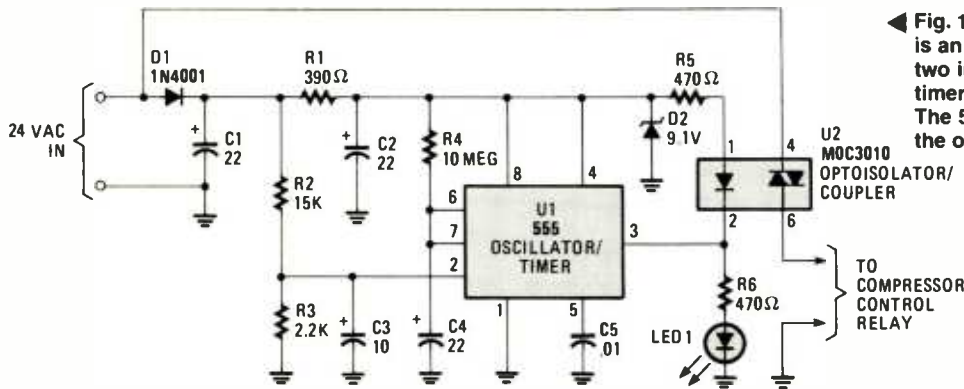 D1
1N4001
R1
390Ω
R5
470Ω
Fig. 1
is an
two i
timer
The 5
the o
24 VAC
IN
+
C1
22
+
C2
22
R4
10 MEG
D2
9.1V
U2
MOC3010
OPTOISOLATOR/
COUPLER
1
4
2
6
R2
15K
8
4
6
7
2
U1
555
OSCILLATOR/
TIMER
3
1
5
R3
2.2K
+
C3
10
+
C4
22
C5
.01
R6
470Ω
LED 1
TO
COMPRESSOR
CONTROL
RELAY